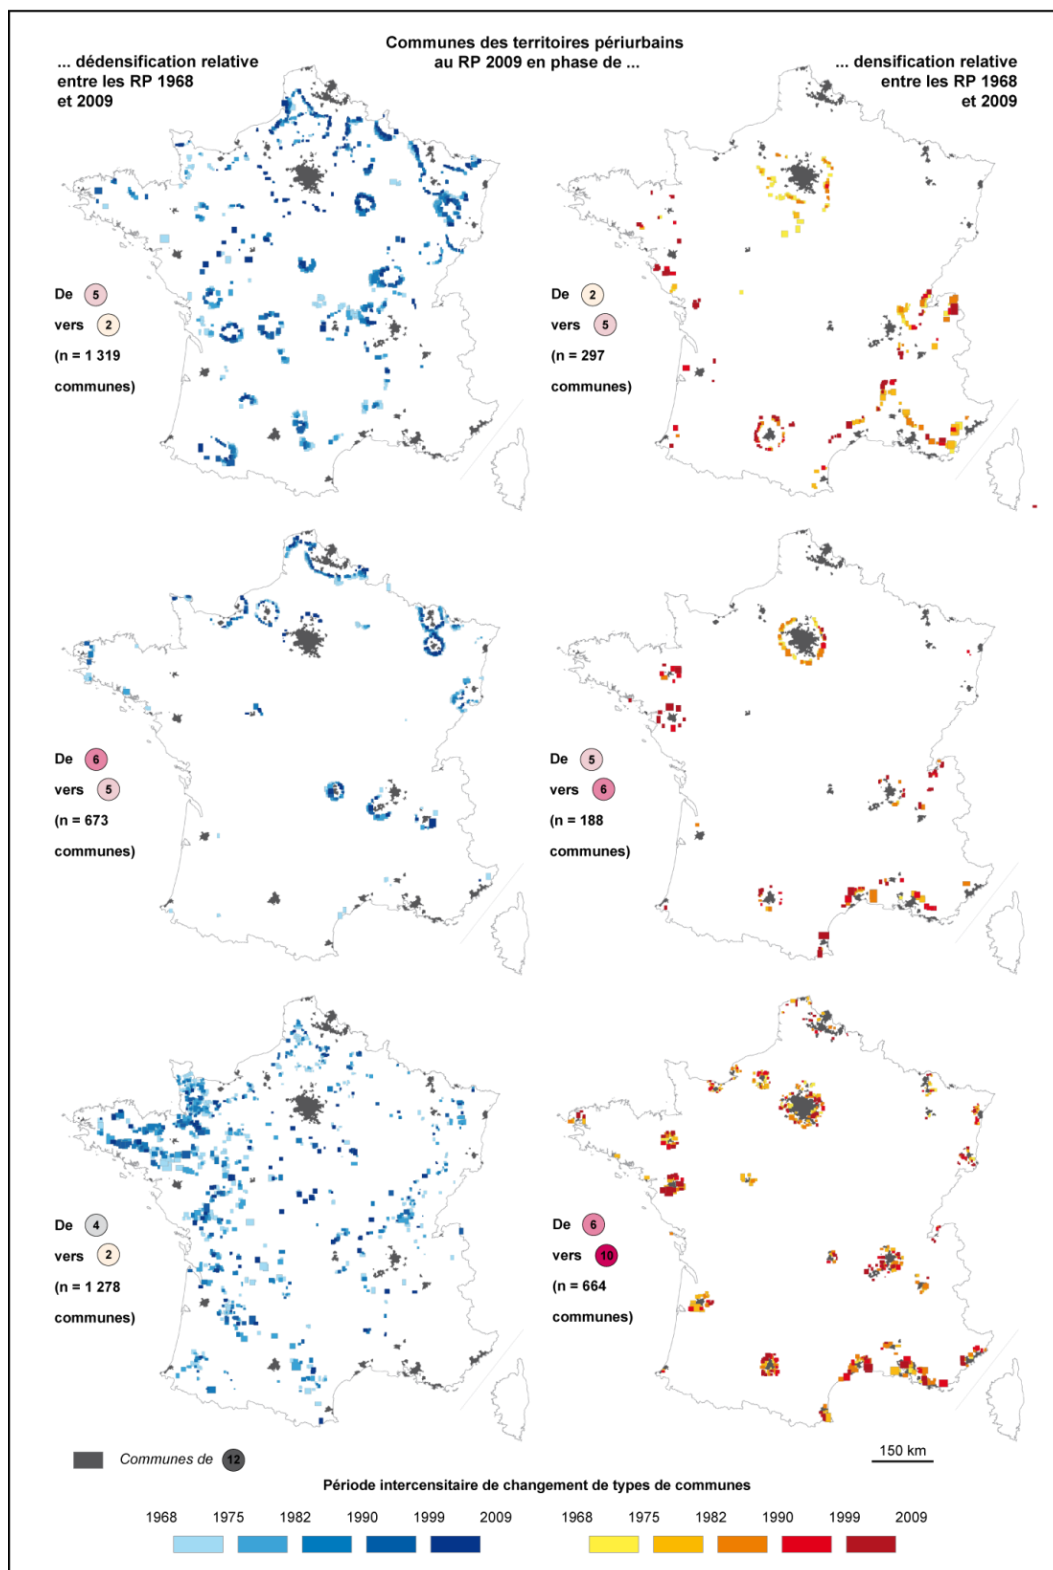 Communes des territoires périurbains
au RP 2009 en phase de ...
... dédensification relative
entre les RP 1968
et 2009
... densification relative
entre les RP 1968
et 2009
De 5
vers 2
(n = 1 319
communes)
De 2
vers 5
(n = 297
communes)
De 6
vers 5
(n = 673
communes)
De 5
vers 6
(n = 188
communes)
De 4
vers 2
(n = 1 278
communes)
De 6
vers 10
(n = 664
communes)
Communes de 12
150 km
Période intercensitaire de changement de types de communes
1968 1975 1982 1990 1999 2009
1968 1975 1982 1990 1999 2009